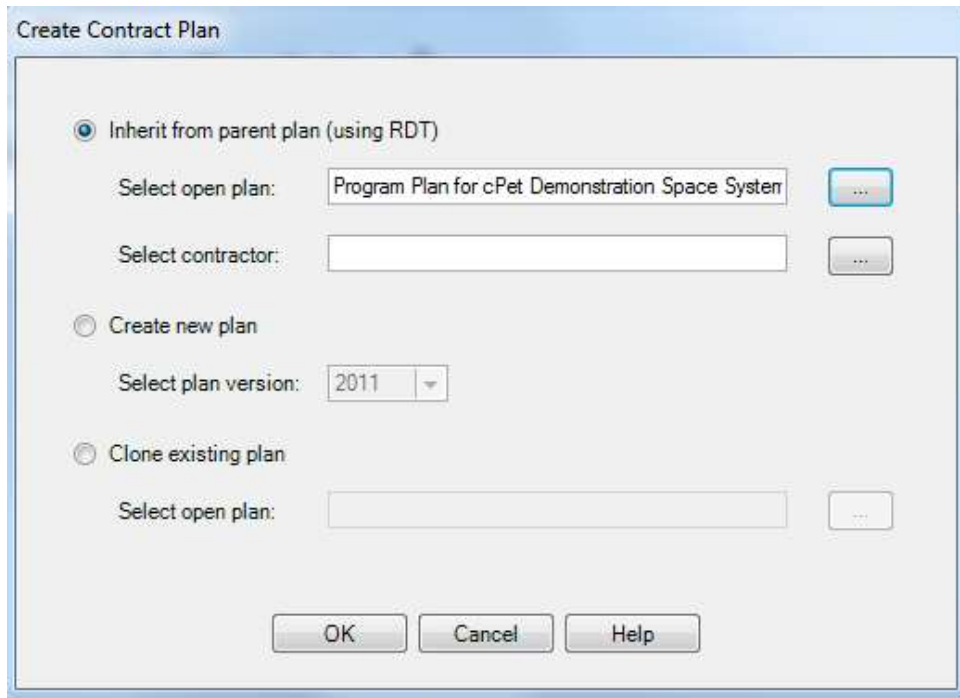 Create Contract Plan
Inherit from parent plan (using RDT)
Select open plan: Program Plan for cPet Demonstration Space System ...
Select contractor: ...
Create new plan
Select plan version: 2011
Clone existing plan
Select open plan: ...
OK Cancel Help